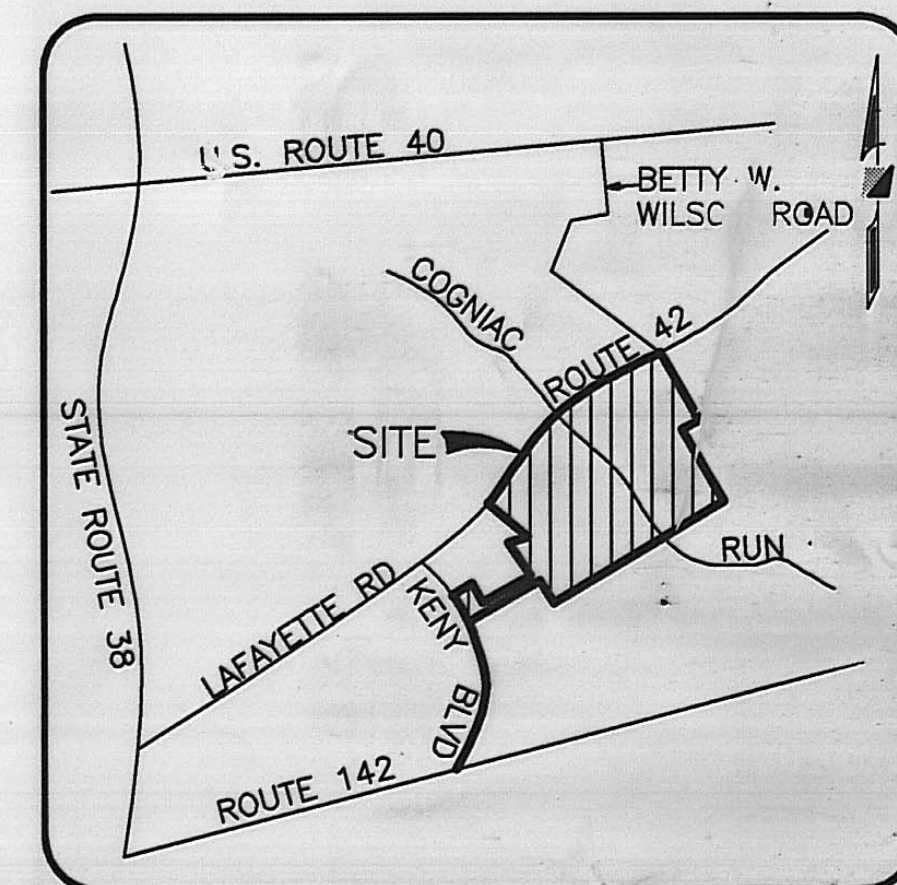 U.S. ROUTE 40
BETTY W.
WILSC ROAD
COGNIAC
ROUTE 42
STATE ROUTE 38
SITE
RUN
LAFAYETTE RD
KENY
BLVD
ROUTE 142